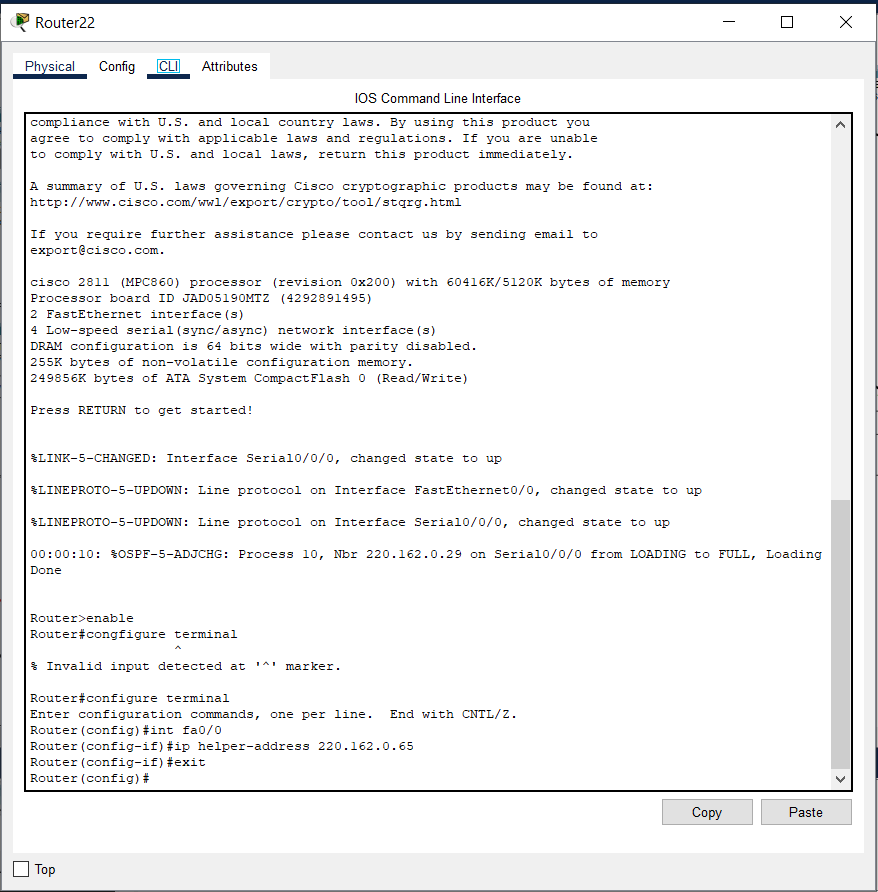 Router22
Physical Config CLI Attributes
IOS Command Line Interface
compliance with U.S. and local country laws. By using this product you
agree to comply with applicable laws and regulations. If you are unable
to comply with U.S. and local laws, return this product immediately.
A summary of U.S. laws governing Cisco cryptographic products may be found at:
http://www.cisco.com/wwl/export/crypto/tool/stqrg.html
If you require further assistance please contact us by sending email to
export@cisco.com.
cisco 2811 (MPC860) processor (revision 0x200) with 60416K/5120K bytes of memory
Processor board ID JAD05190MTZ (4292891495)
2 FastEthernet interface(s)
4 Low-speed serial(sync/async) network interface(s)
DRAM configuration is 64 bits wide with parity disabled.
255K bytes of non-volatile configuration memory.
249856K bytes of ATA System CompactFlash 0 (Read/Write)
Press RETURN to get started!
%LINK-5-CHANGED: Interface Serial0/0/0, changed state to up
%LINEPROTO-5-UPDOWN: Line protocol on Interface FastEthernet0/0, changed state to up
%LINEPROTO-5-UPDOWN: Line protocol on Interface Serial0/0/0, changed state to up
00:00:10: %OSPF-5-ADJCHG: Process 10, Nbr 220.162.0.29 on Serial0/0/0 from LOADING to FULL, Loading
Done
Router>enable
Router#congfigure terminal
^
% Invalid input detected at '^' marker.
Router#configure terminal
Enter configuration commands, one per line.  End with CNTL/Z.
Router(config)#int fa0/0
Router(config-if)#ip helper-address 220.162.0.65
Router(config-if)#exit
Router(config)#
Copy Paste
Top